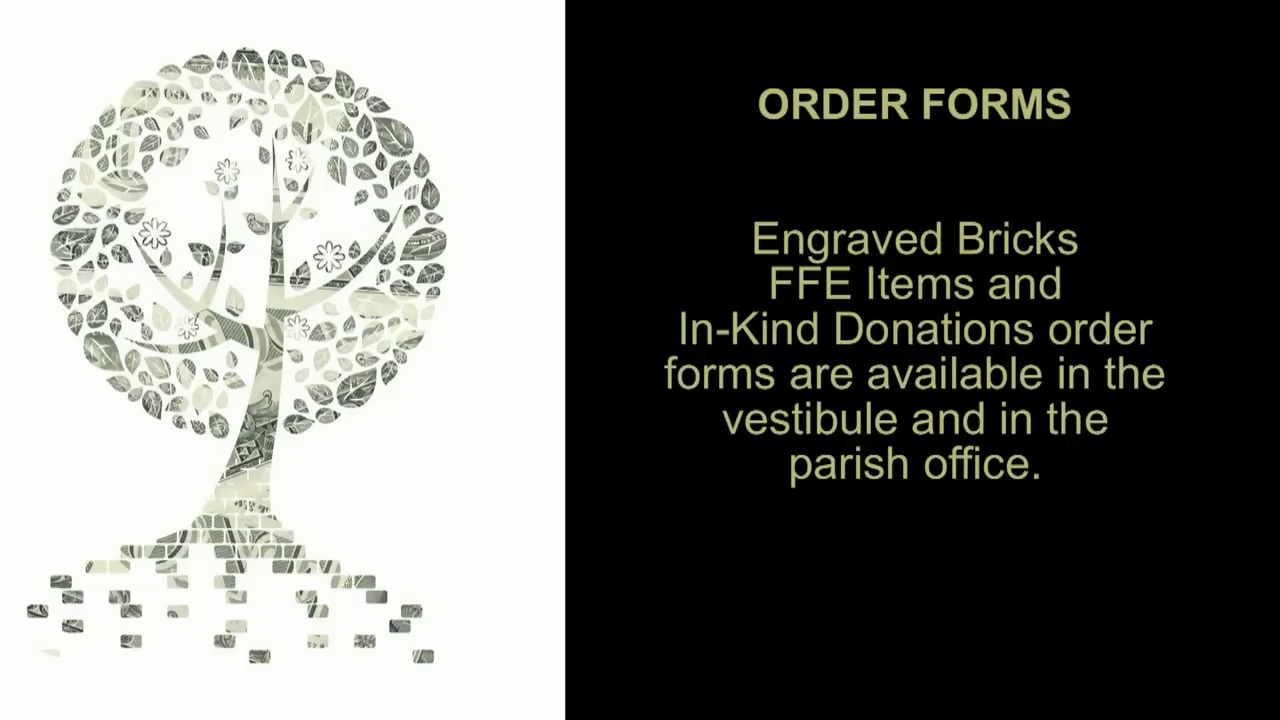 ORDER FORMS
Engraved Bricks
FFE Items and
In-Kind Donations order
forms are available in the
vestibule and in the
parish office.